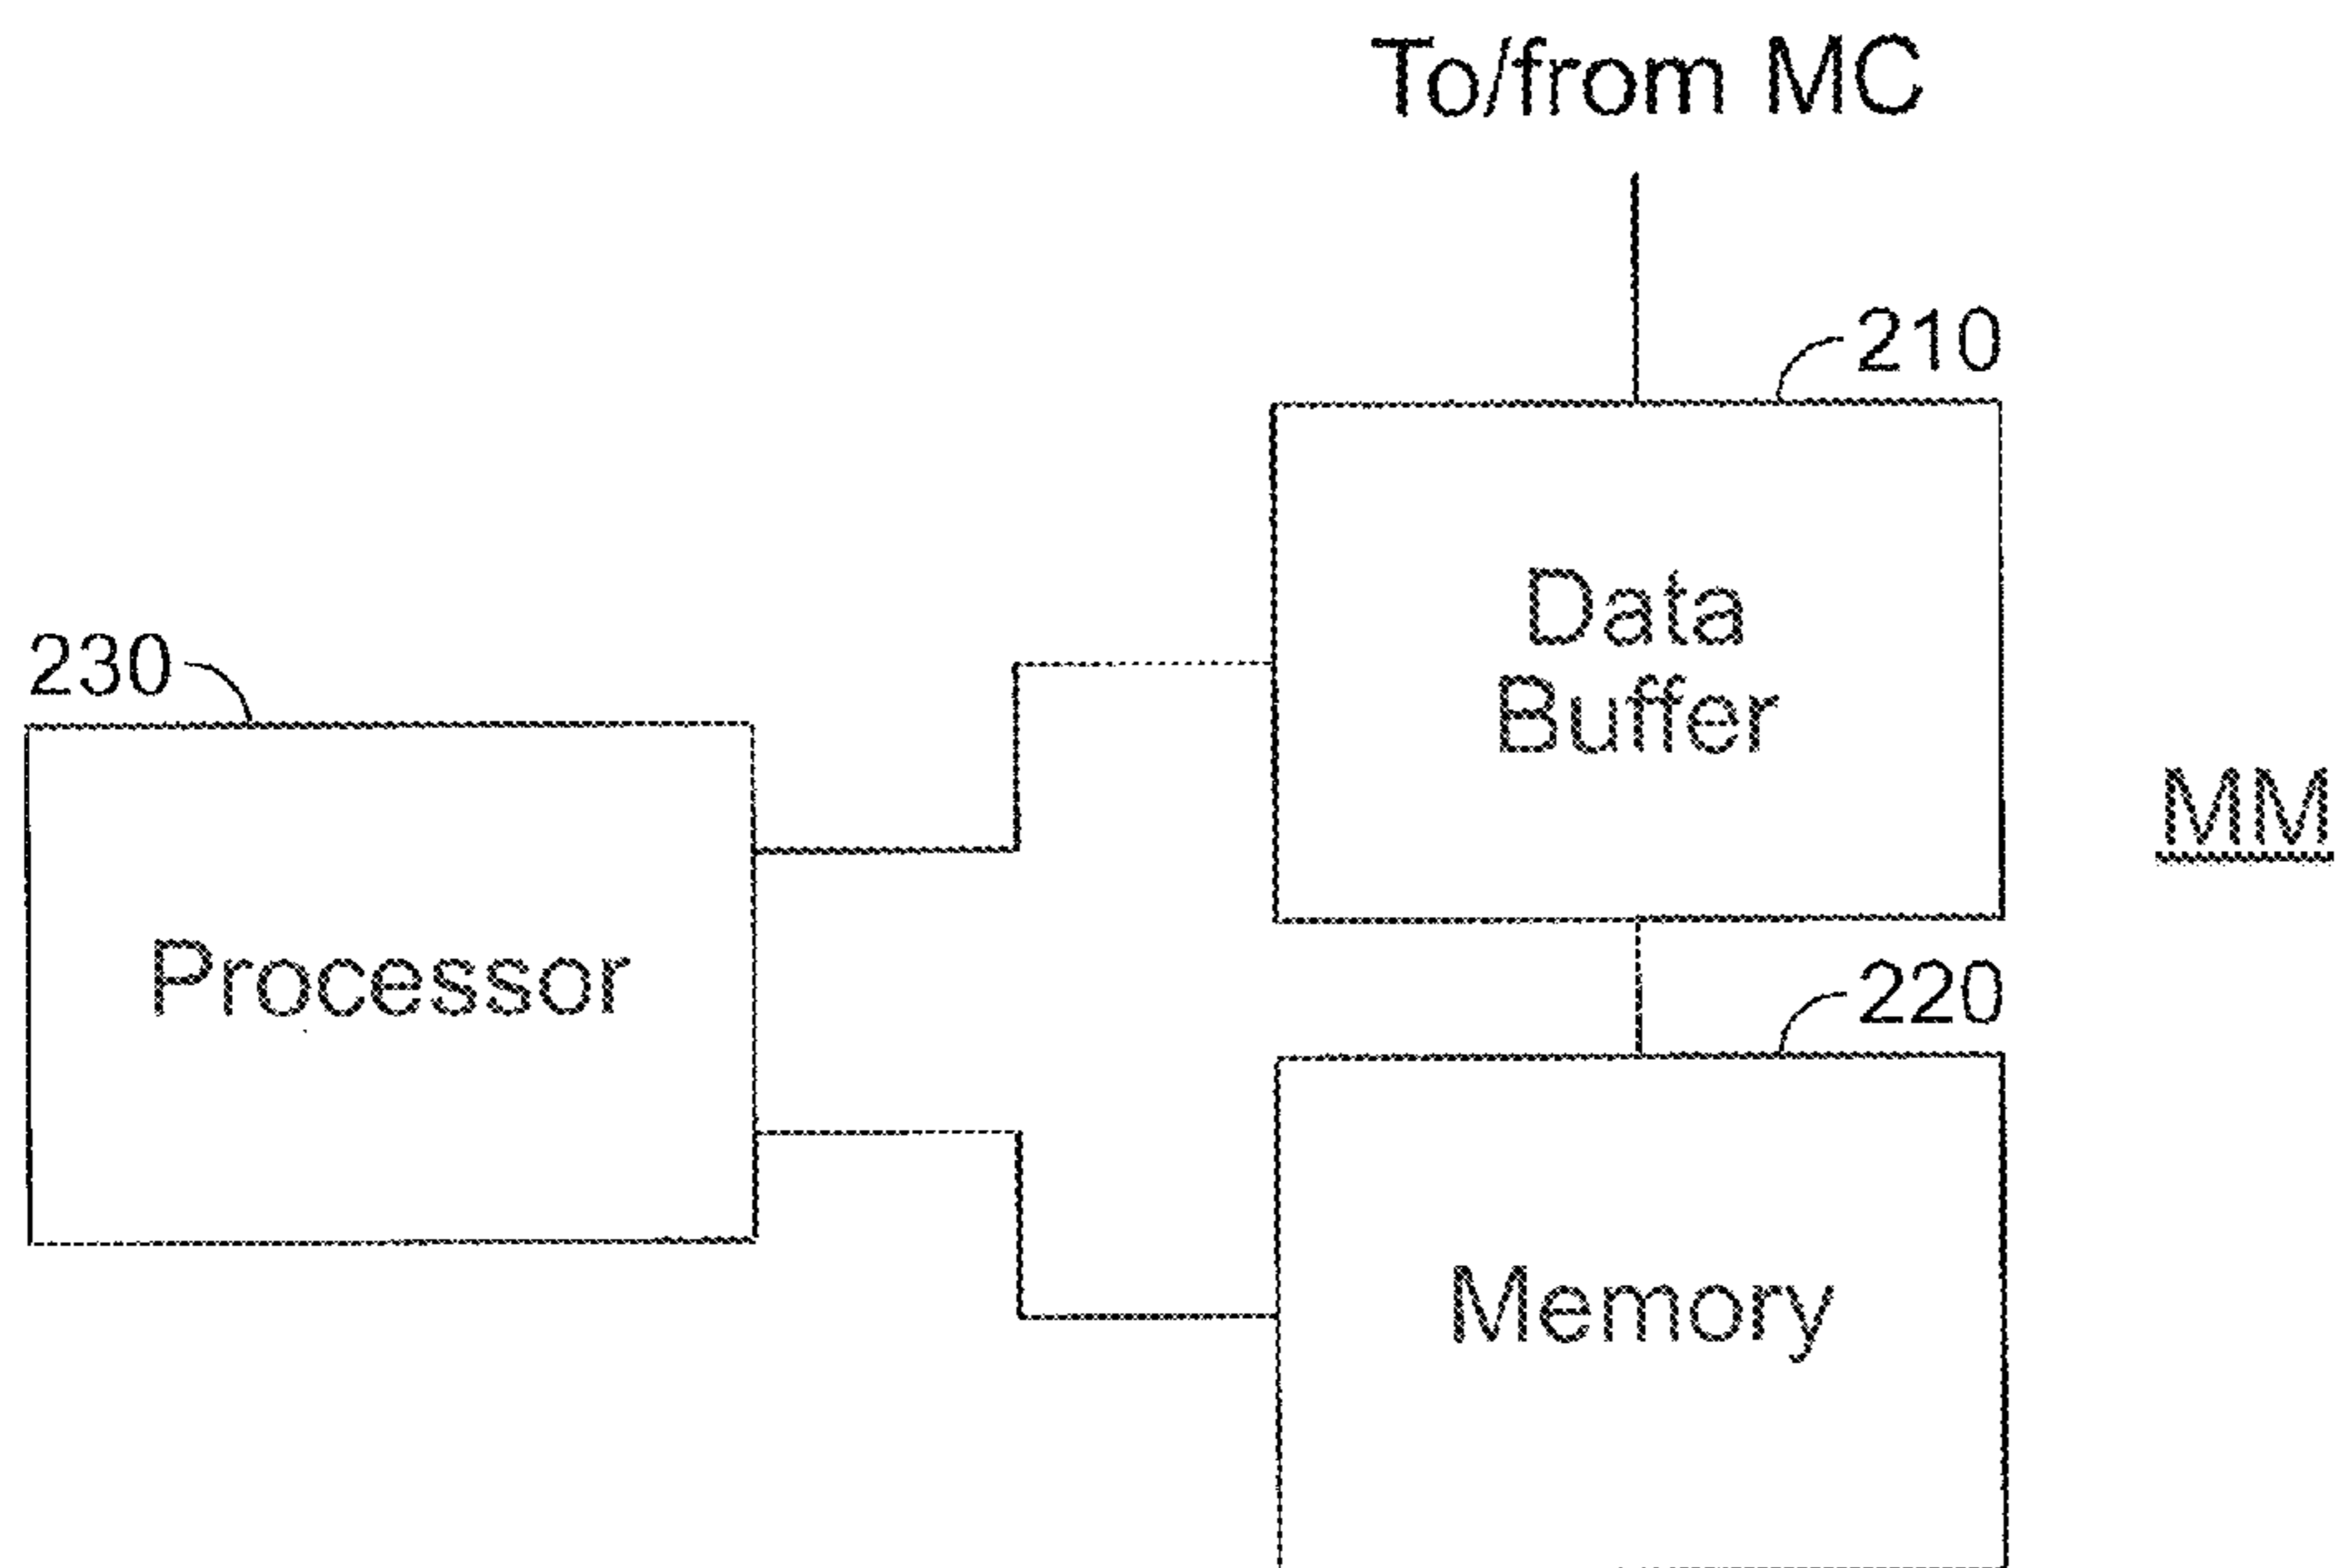 To/from MC
210
Data
Buffer
230
MM
Processor
220
Memory